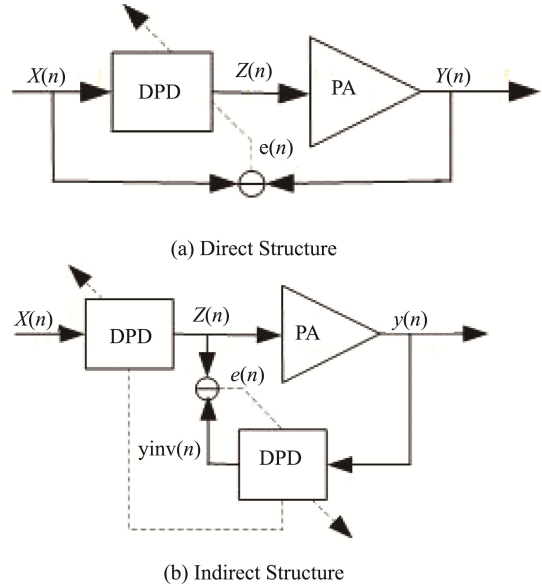 X(n)
DPD
Z(n)
PA
Y(n)
e(n)
(a) Direct Structure
X(n)
DPD
Z(n)
PA
y(n)
e(n)
yinv(n)
DPD
(b) Indirect Structure